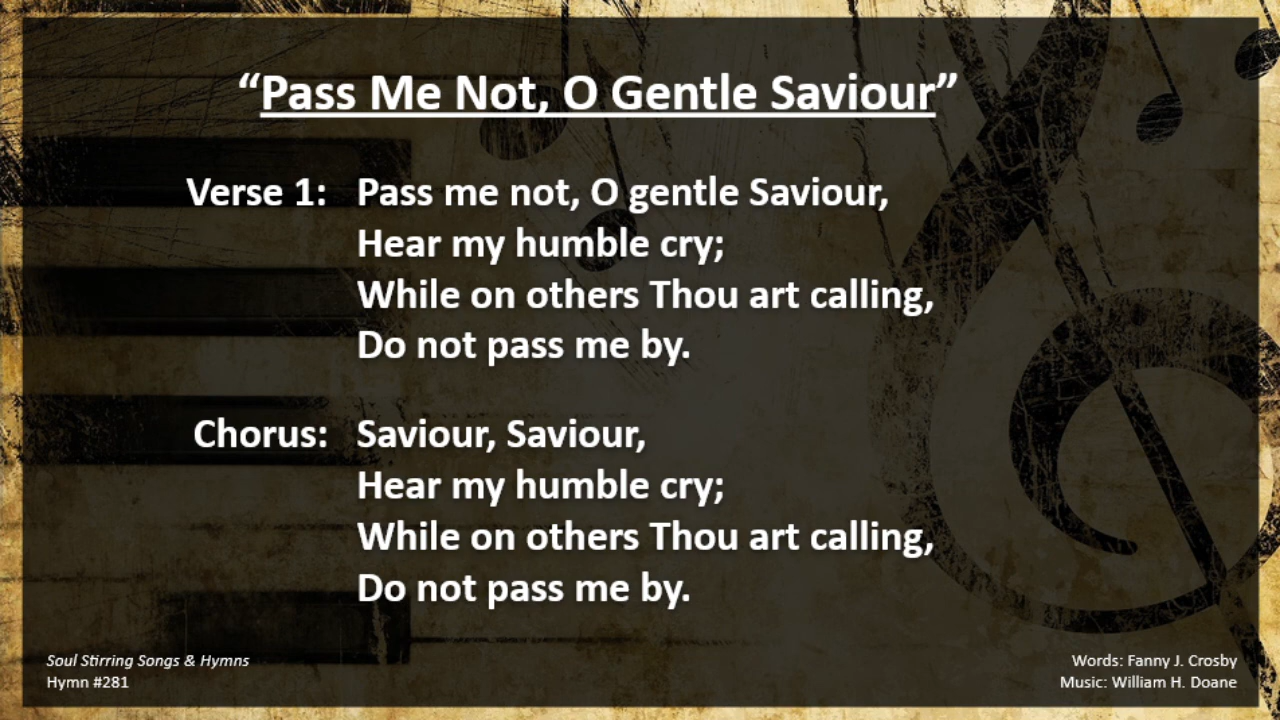 “Pass Me Not, O Gentle Saviour”
Verse 1: Pass me not, O gentle Saviour,
Hear my humble cry;
While on others Thou art calling,
Do not pass me by.
Chorus: Saviour, Saviour,
Hear my humble cry;
While on others Thou art calling,
Do not pass me by.
Soul Stirring Songs & Hymns
Hymn #281
Words: Fanny J. Crosby
Music: William H. Doane